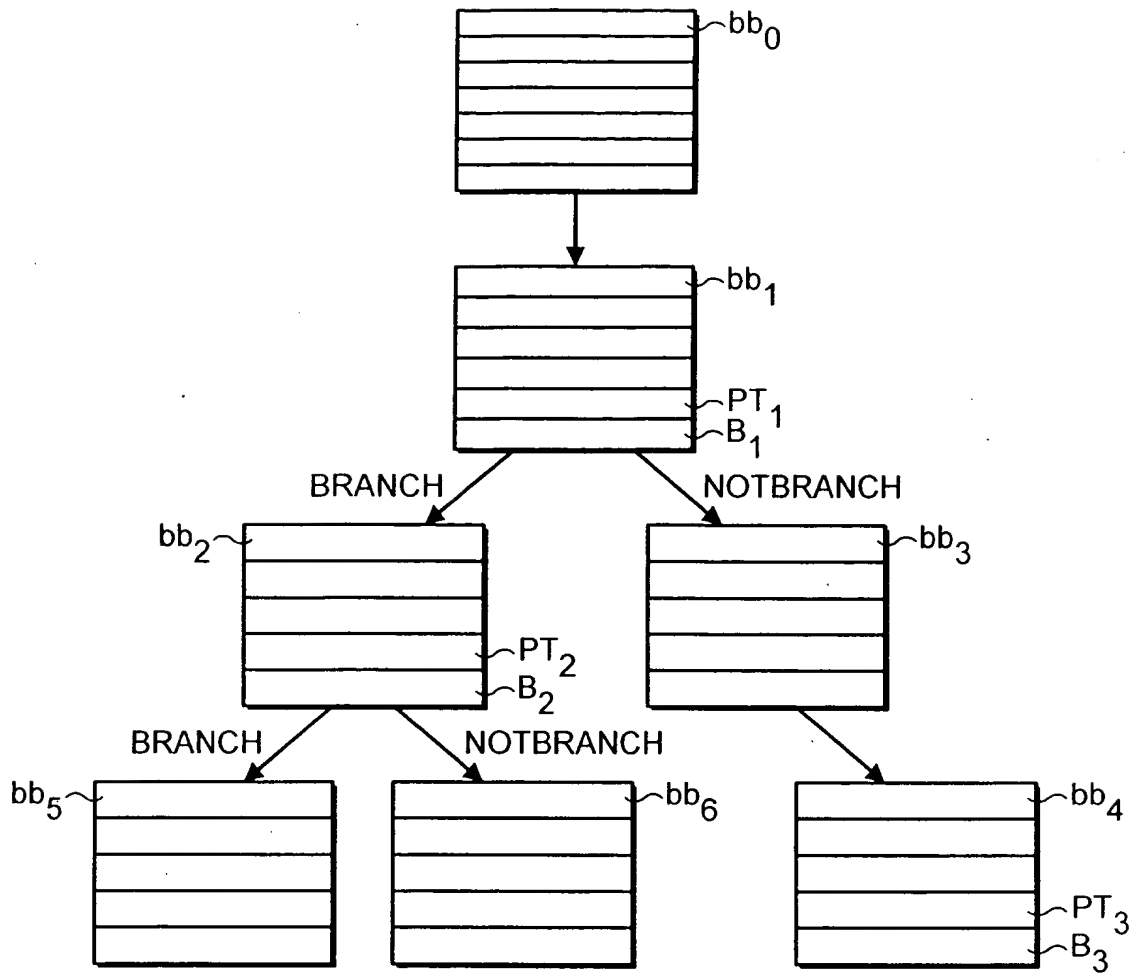 bb0
bb1
PT1
B1
BRANCH NOTBRANCH
bb2 bb3
PT2
B2
BRANCH NOTBRANCH
bb5 bb6 bb4
PT3
B3